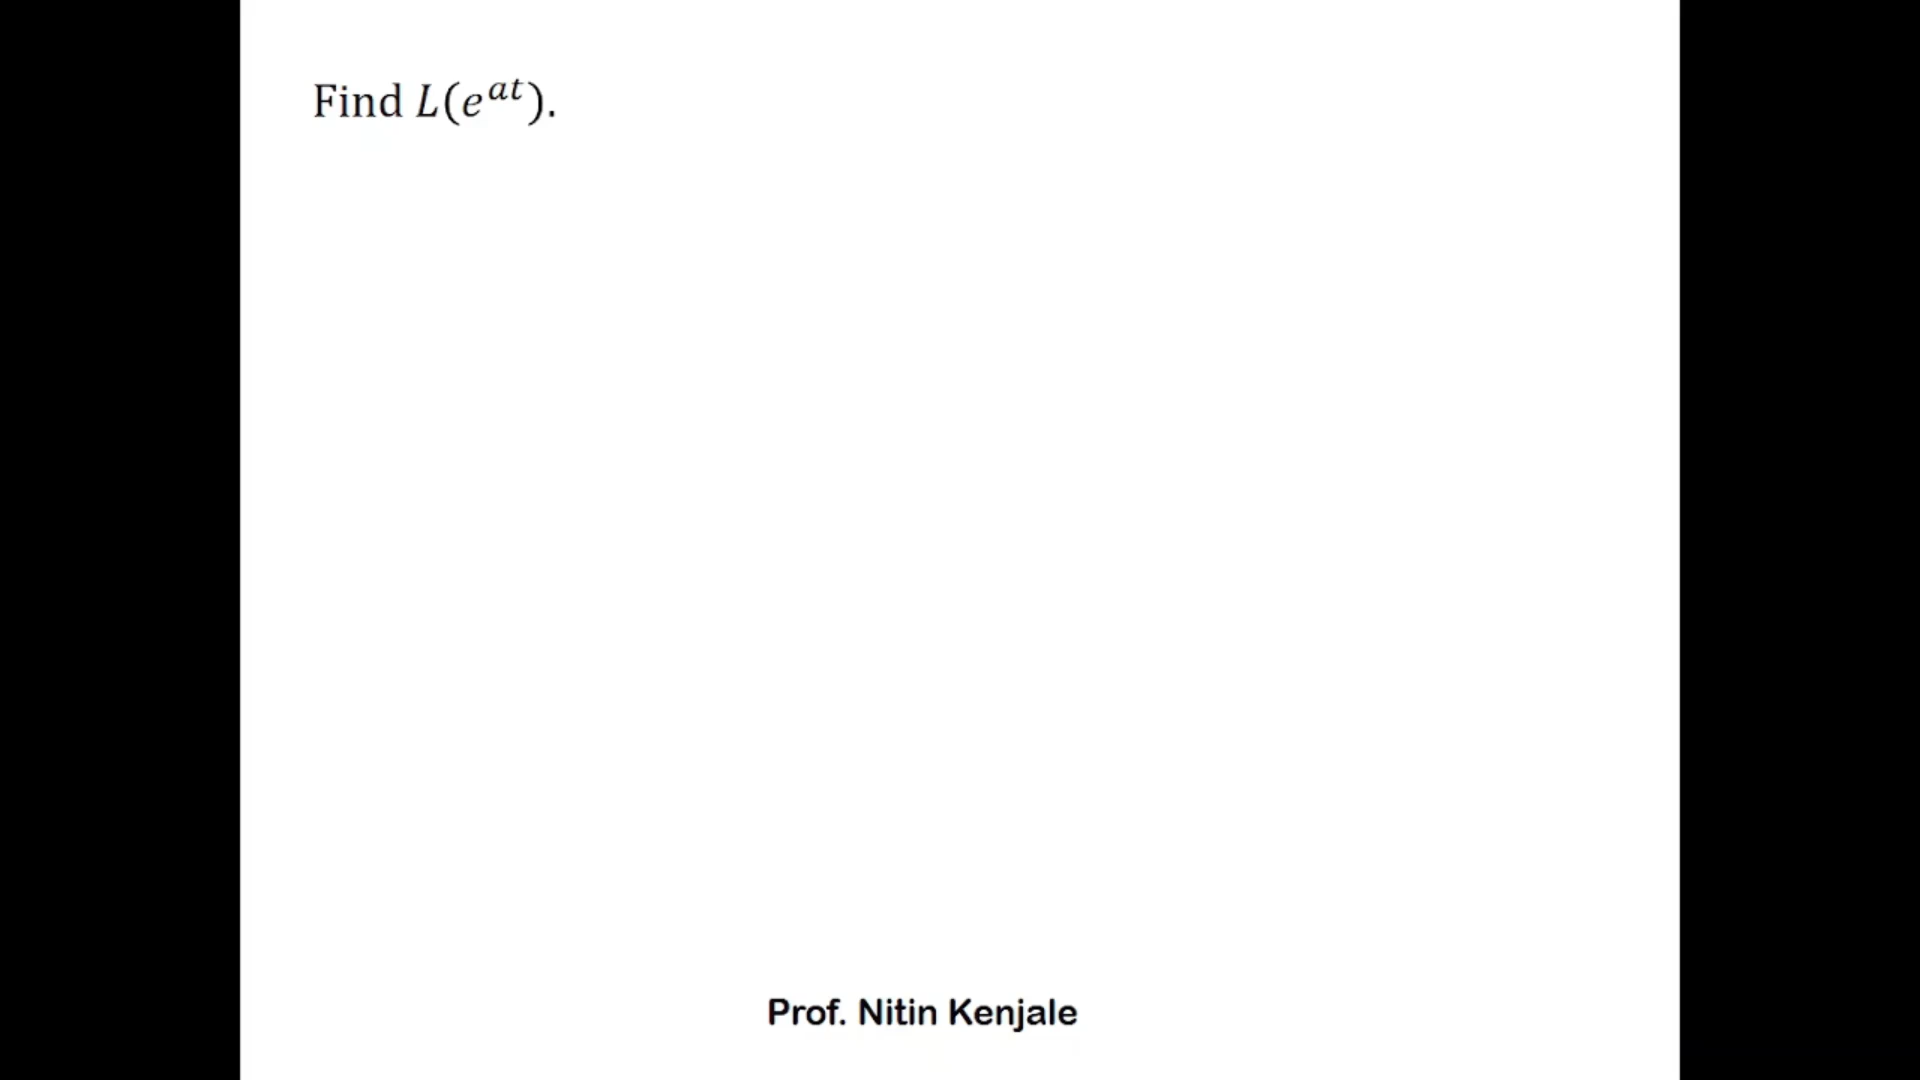 Find $L(e^{at})$.
Prof. Nitin Kenjale